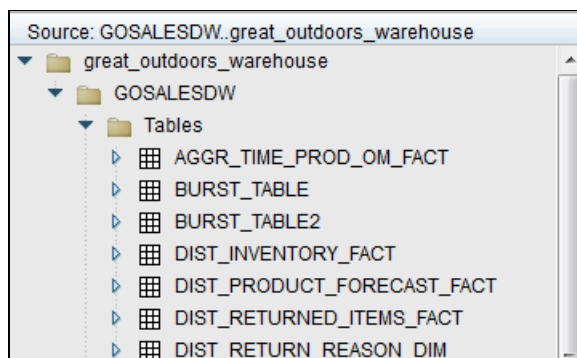 Source: GOSALESDW..great_outdoors_warehouse
great_outdoors_warehouse
GOSALESDW
Tables
AGGR_TIME_PROD_OM_FACT
BURST_TABLE
BURST_TABLE2
DIST_INVENTORY_FACT
DIST_PRODUCT_FORECAST_FACT
DIST_RETURNED_ITEMS_FACT
DIST_RETURN_REASON_DIM